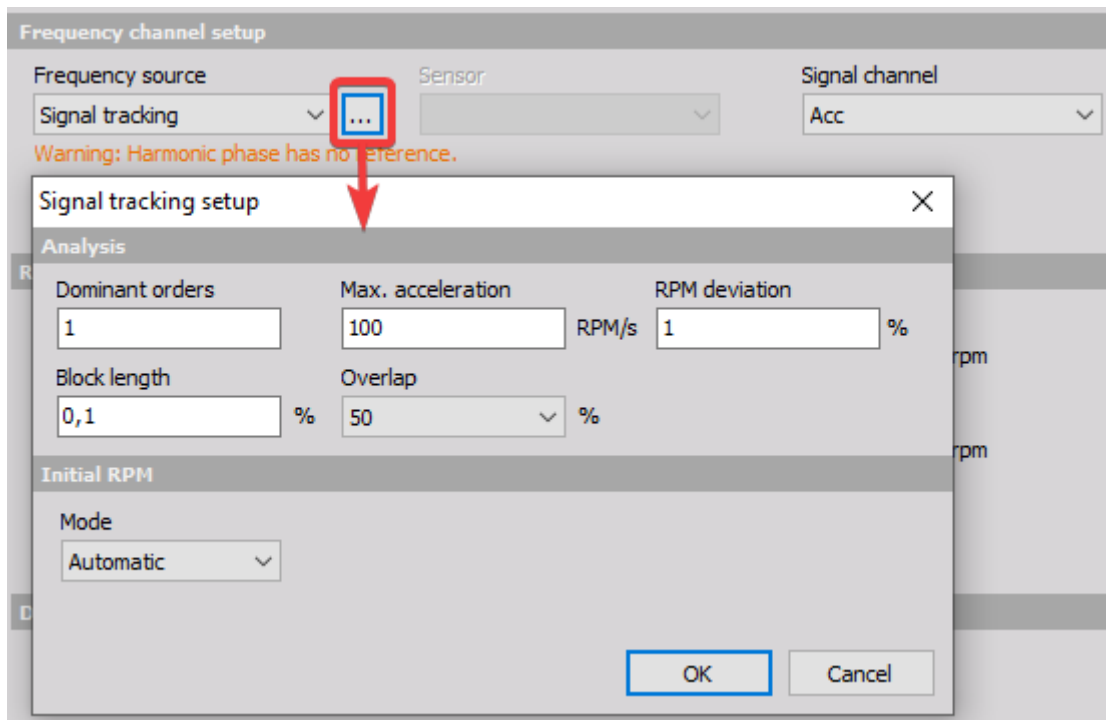 Frequency channel setup
Frequency source Sensor Signal channel
Signal tracking ... Acc
Warning: Harmonic phase has no reference.
Signal tracking setup
Analysis
Dominant orders Max. acceleration RPM deviation
1 100 RPM/s 1 %
rpm
Block length Overlap
0,1 % 50 %
rpm
Initial RPM
Mode
Automatic
OK Cancel